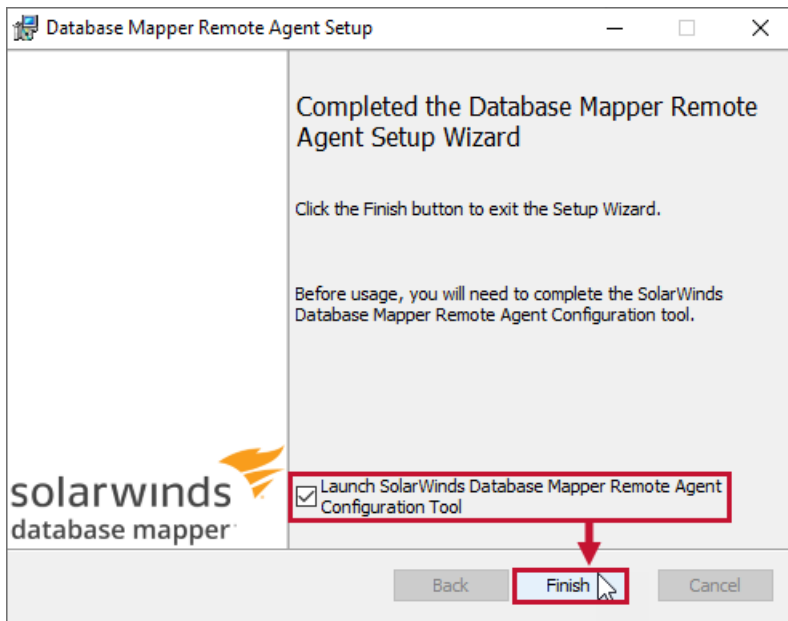 Database Mapper Remote Agent Setup
Completed the Database Mapper Remote
Agent Setup Wizard
Click the Finish button to exit the Setup Wizard.
Before usage, you will need to complete the SolarWinds
Database Mapper Remote Agent Configuration tool.
solarwinds
database mapper
Launch SolarWinds Database Mapper Remote Agent
Configuration Tool
Back
Finish
Cancel